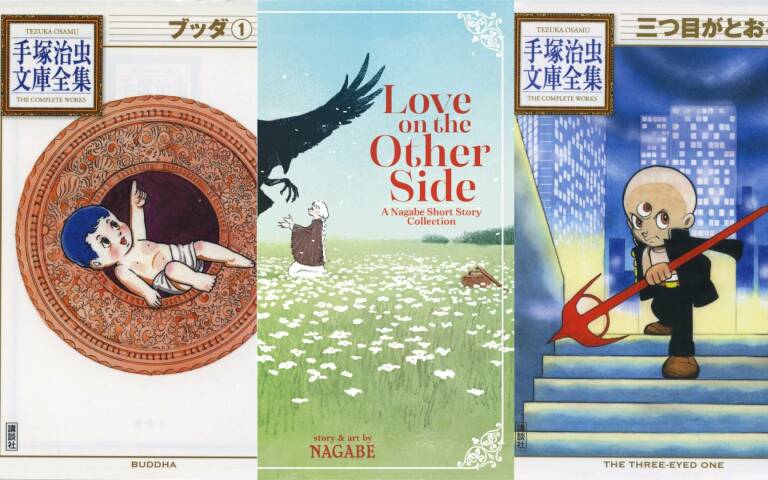 TEZUKA OSAMU
手塚治虫
文庫全集
THE COMPLETE WORKS
ブッダ①
講談社
BUDDHA
Love
on the
Other
Side
A Nagabe Short Story
Collection
story & art by
NAGABE
TEZUKA OSAMU
手塚治虫
文庫全集
THE COMPLETE WORKS
三つ目がとおる
講談社
THE THREE-EYED ONE